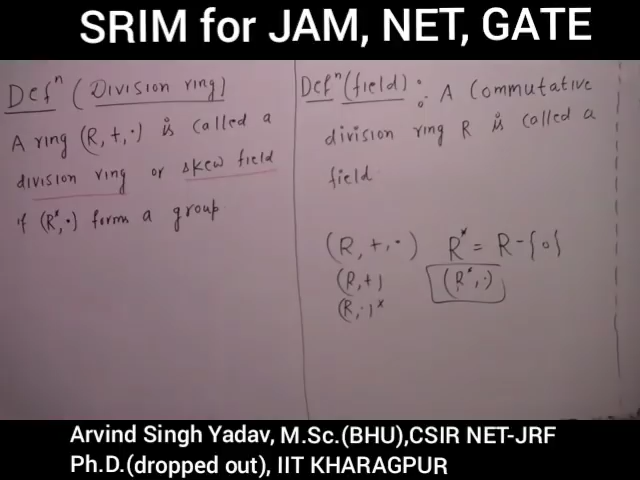 SRIM for JAM, NET, GATE
Defⁿ (Division ring)
A ring (R, +, ·) is called a
division ring or skew field
if (R*, ·) forms a group.
Defⁿ (field) : A commutative
division ring R is called a
field.
(R, +, ·) R* = R - {0}
(R, +) (R*, ·)
(R, ·)*
Arvind Singh Yadav, M.Sc.(BHU),CSIR NET-JRF
Ph.D.(dropped out), IIT KHARAGPUR